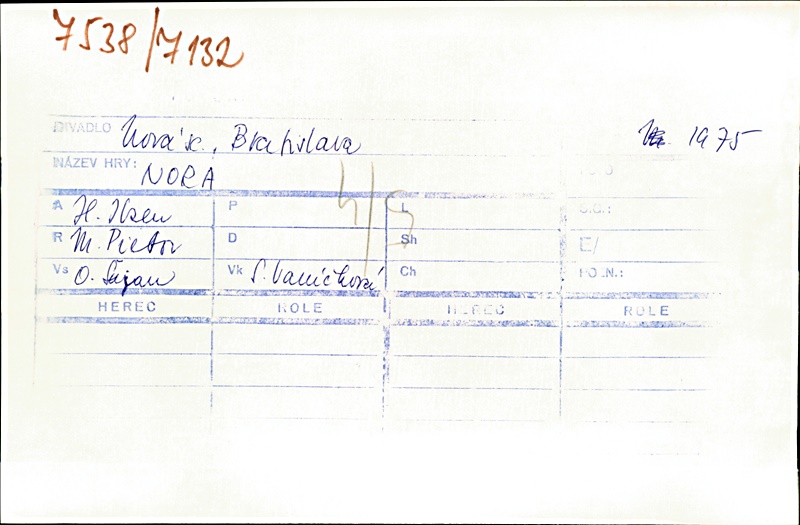 7538/7132
DIVADLO Nová sc., Bratislava 1975
NÁZEV HRY: NORA
A H. Ibsen P L
R M. Pietor D Sh E/
Vs O. Šujan Vk S. Vaníčková Ch
HEREC ROLE HEREC ROLE